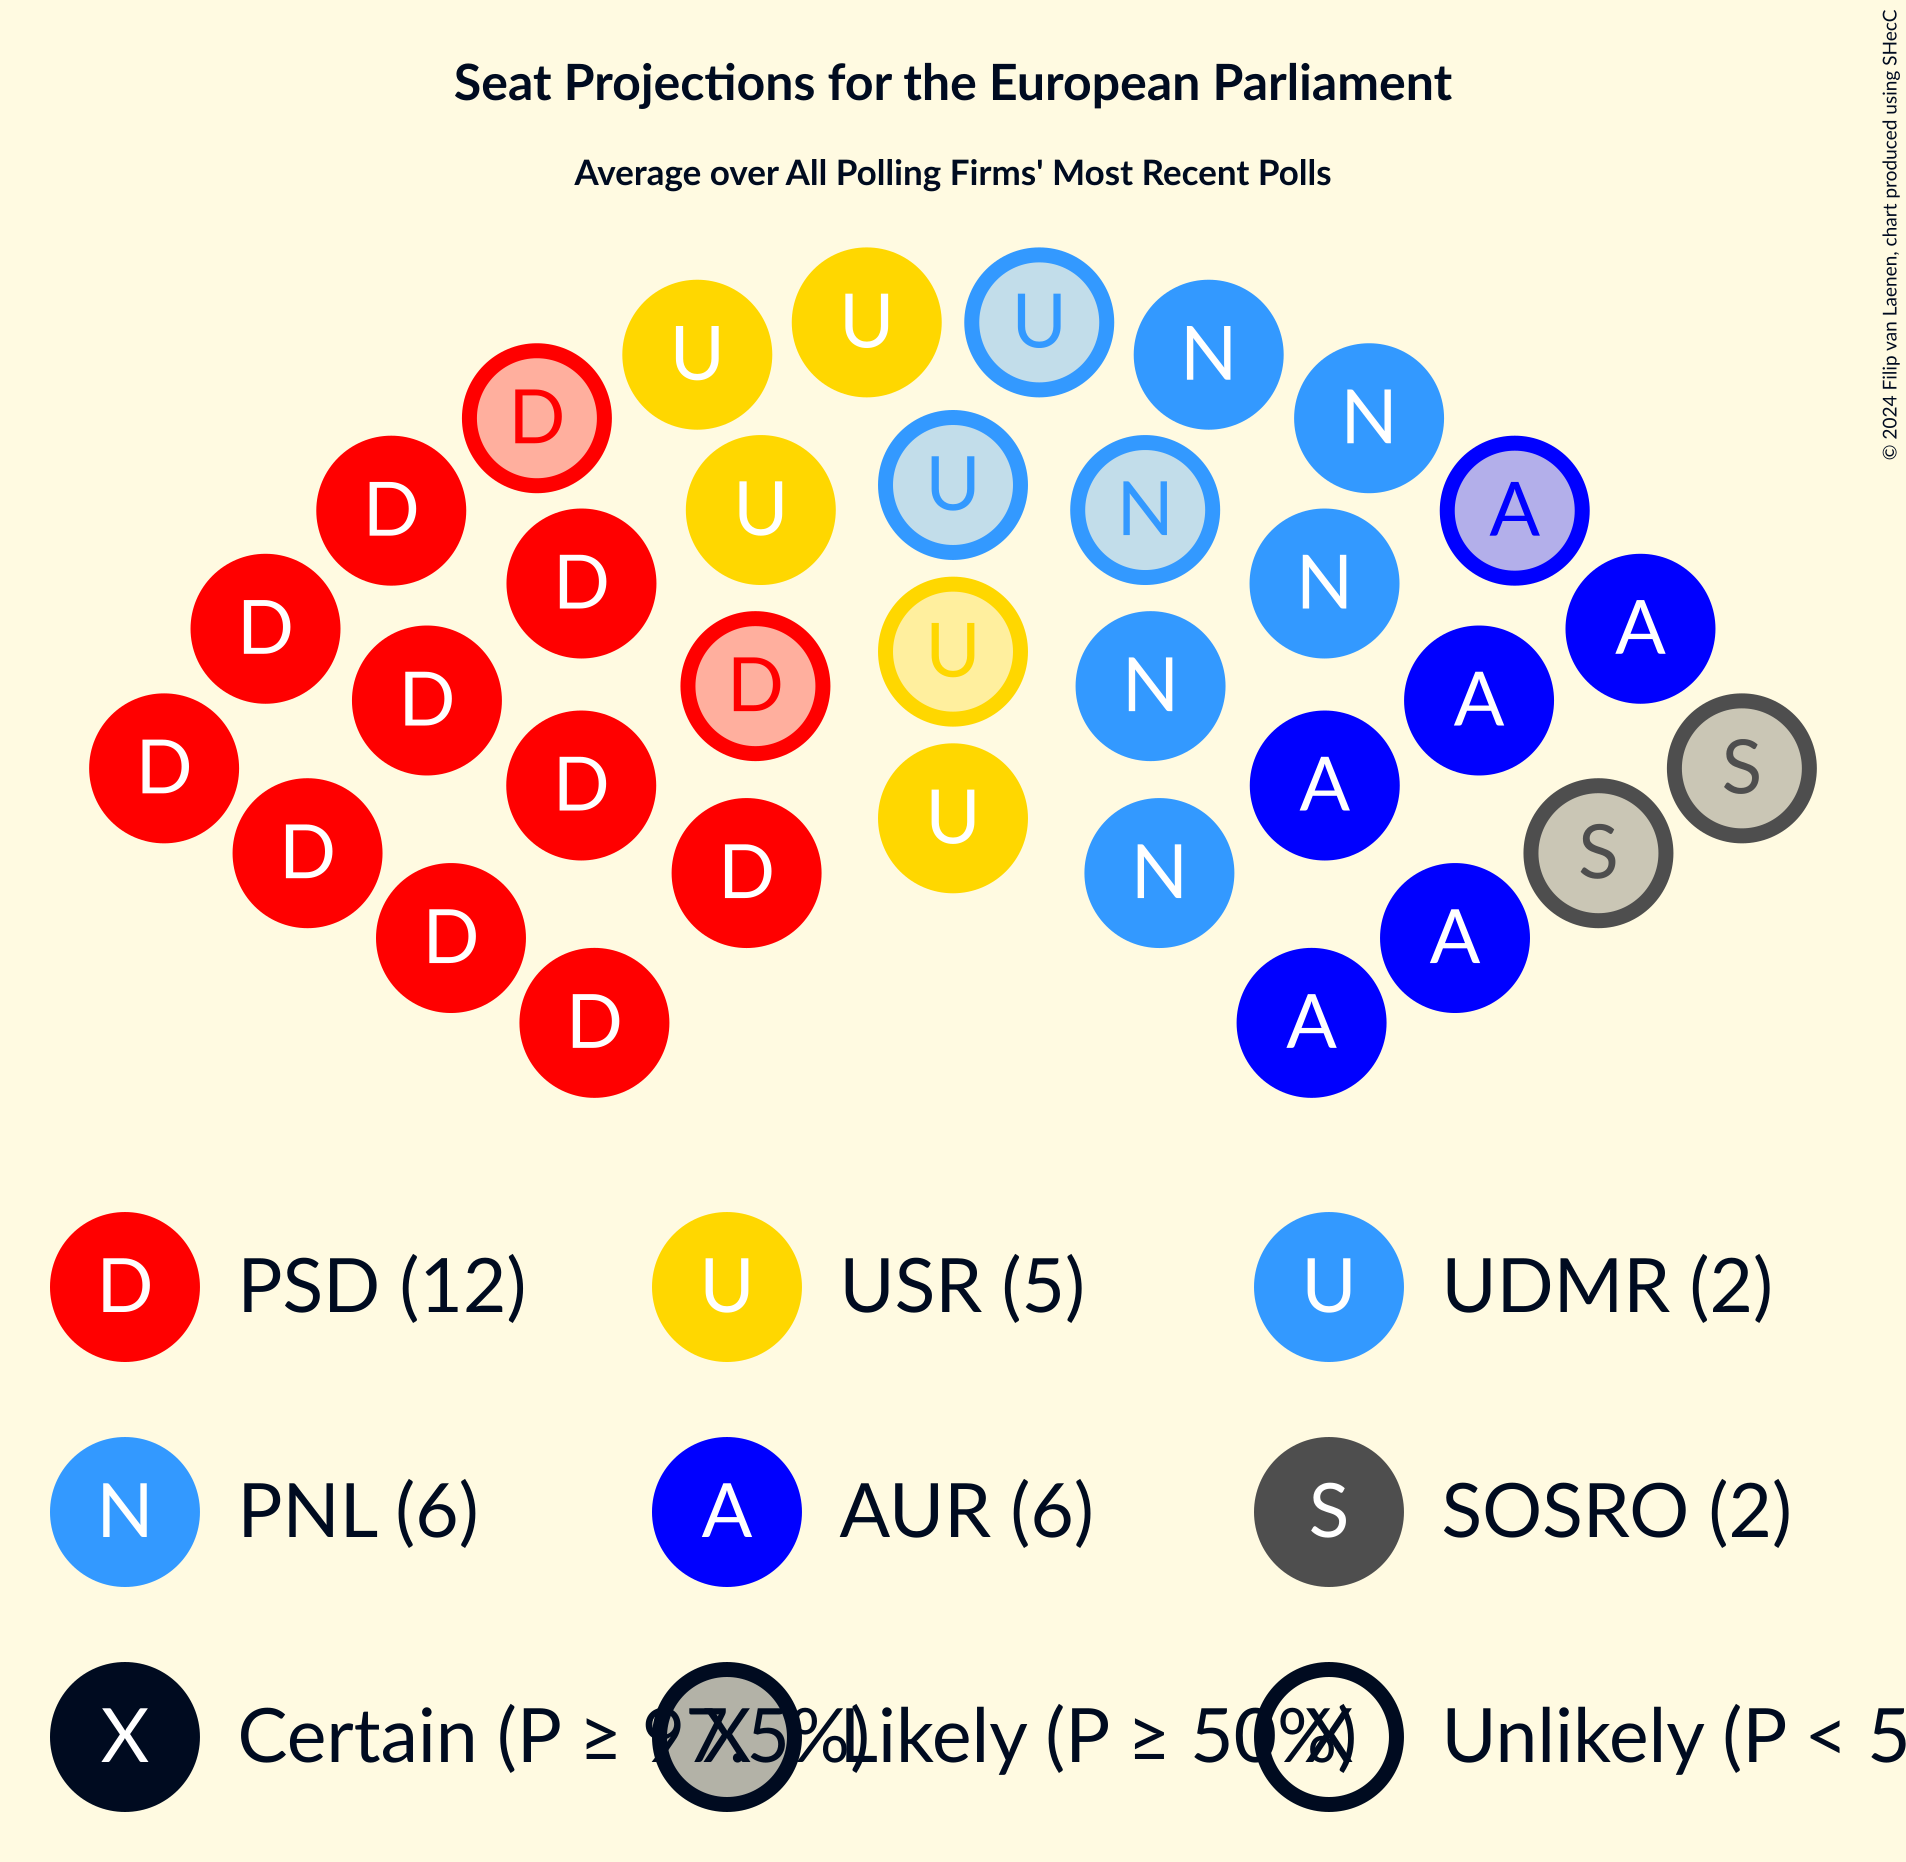 Seat Projections for the European Parliament
Average over All Polling Firms' Most Recent Polls
© 2024 Filip van Laenen, chart produced using SHecC
U U
U N
D U U N
D D U U N N N A
D D D D U N A A A
D D D U N A S S
D D A A
D PSD (12) U USR (5) U UDMR (2)
N PNL (6) A AUR (6) S SOSRO (2)
X Certain (P ≥ 97.5%) X Likely (P ≥ 50%) X Unlikely (P < 5